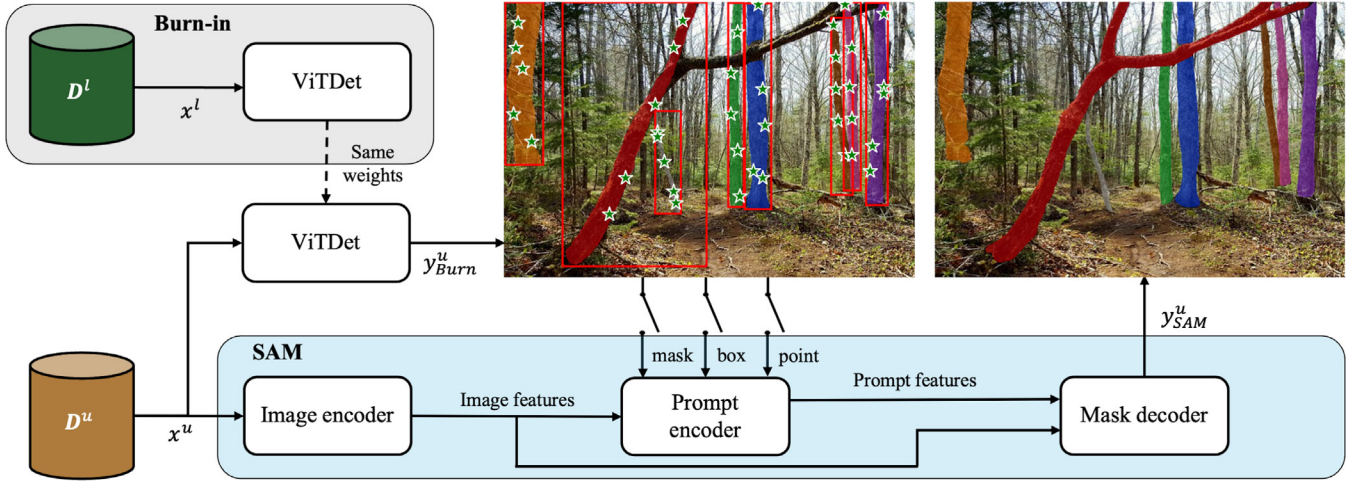 Burn-in
D^l
x^l
ViTDet
Same
weights
ViTDet
y^u_Burn
y^u_SAM
SAM
mask
box
point
D^u
x^u
Image encoder
Image features
Prompt
encoder
Prompt features
Mask decoder